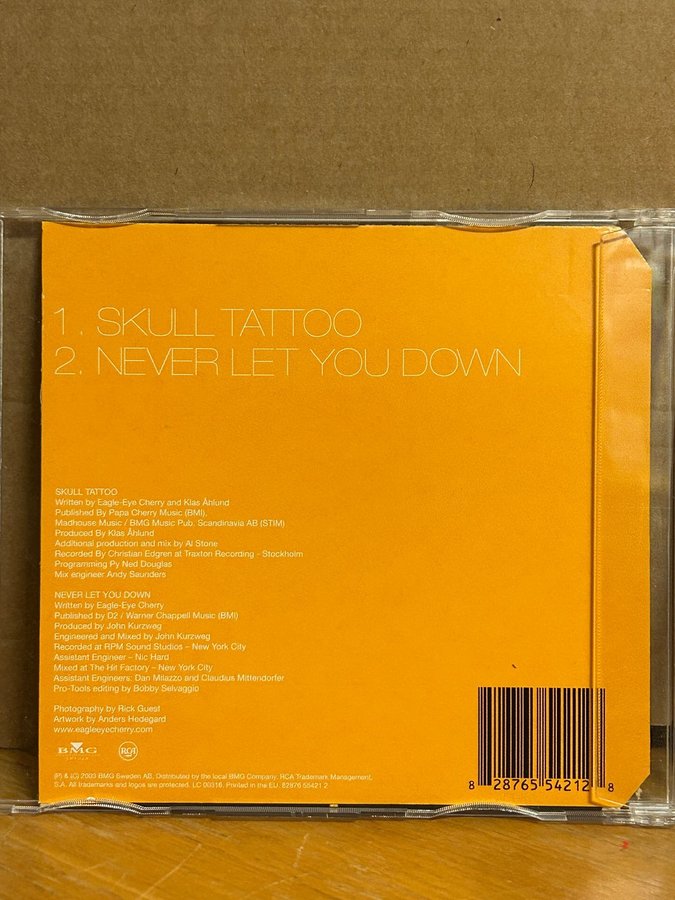 1. SKULL TATTOO
2. NEVER LET YOU DOWN
SKULL TATTOO
Written by Eagle-Eye Cherry and Klas Åhlund
Published By Papa Cherry Music (BMI),
Madhouse Music / BMG Music Pub. Scandinavia AB (STIM)
Produced By Klas Åhlund
Additional production and mix by Al Stone
Recorded By Christian Edgren at Traxton Recording - Stockholm
Programming Py Ned Douglas
Mix engineer Andy Saunders
NEVER LET YOU DOWN
Written by Eagle-Eye Cherry
Published by D2 / Warner Chappell Music (BMI)
Produced by John Kurzweg
Engineered and Mixed by John Kurzweg
Recorded at RPM Sound Studios – New York City
Assistant Engineer – Nic Hard
Mixed at The Hit Factory – New York City
Assistant Engineers: Dan Milazzo and Claudius Mittendorfer
Pro-Tools editing by Bobby Selvaggio
Photography by Rick Guest
Artwork by Anders Hedegard
www.eagleeyecherry.com
BMG RCA
(P) & (C) 2003 BMG Sweden AB, Distributed by the local BMG Company. RCA Trademark Management,
S.A. All trademarks and logos are protected. LC 00316. Printed in the EU. 82876 55421 2
8 28765 54212 8